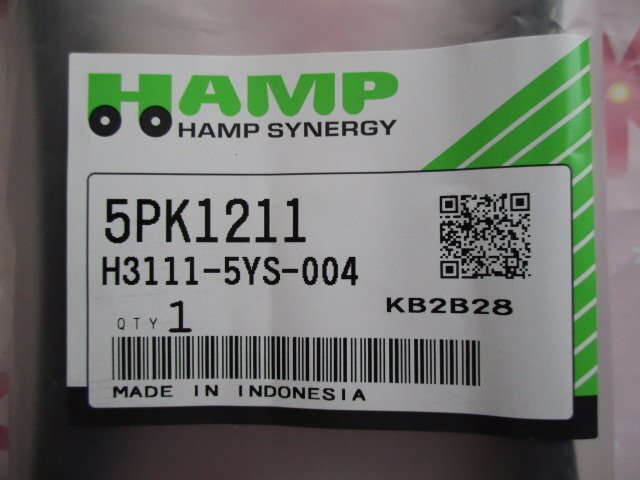 HAMP
HAMP SYNERGY
5PK1211
H3111-5YS-004
KB2B28
QTY 1
MADE IN INDONESIA